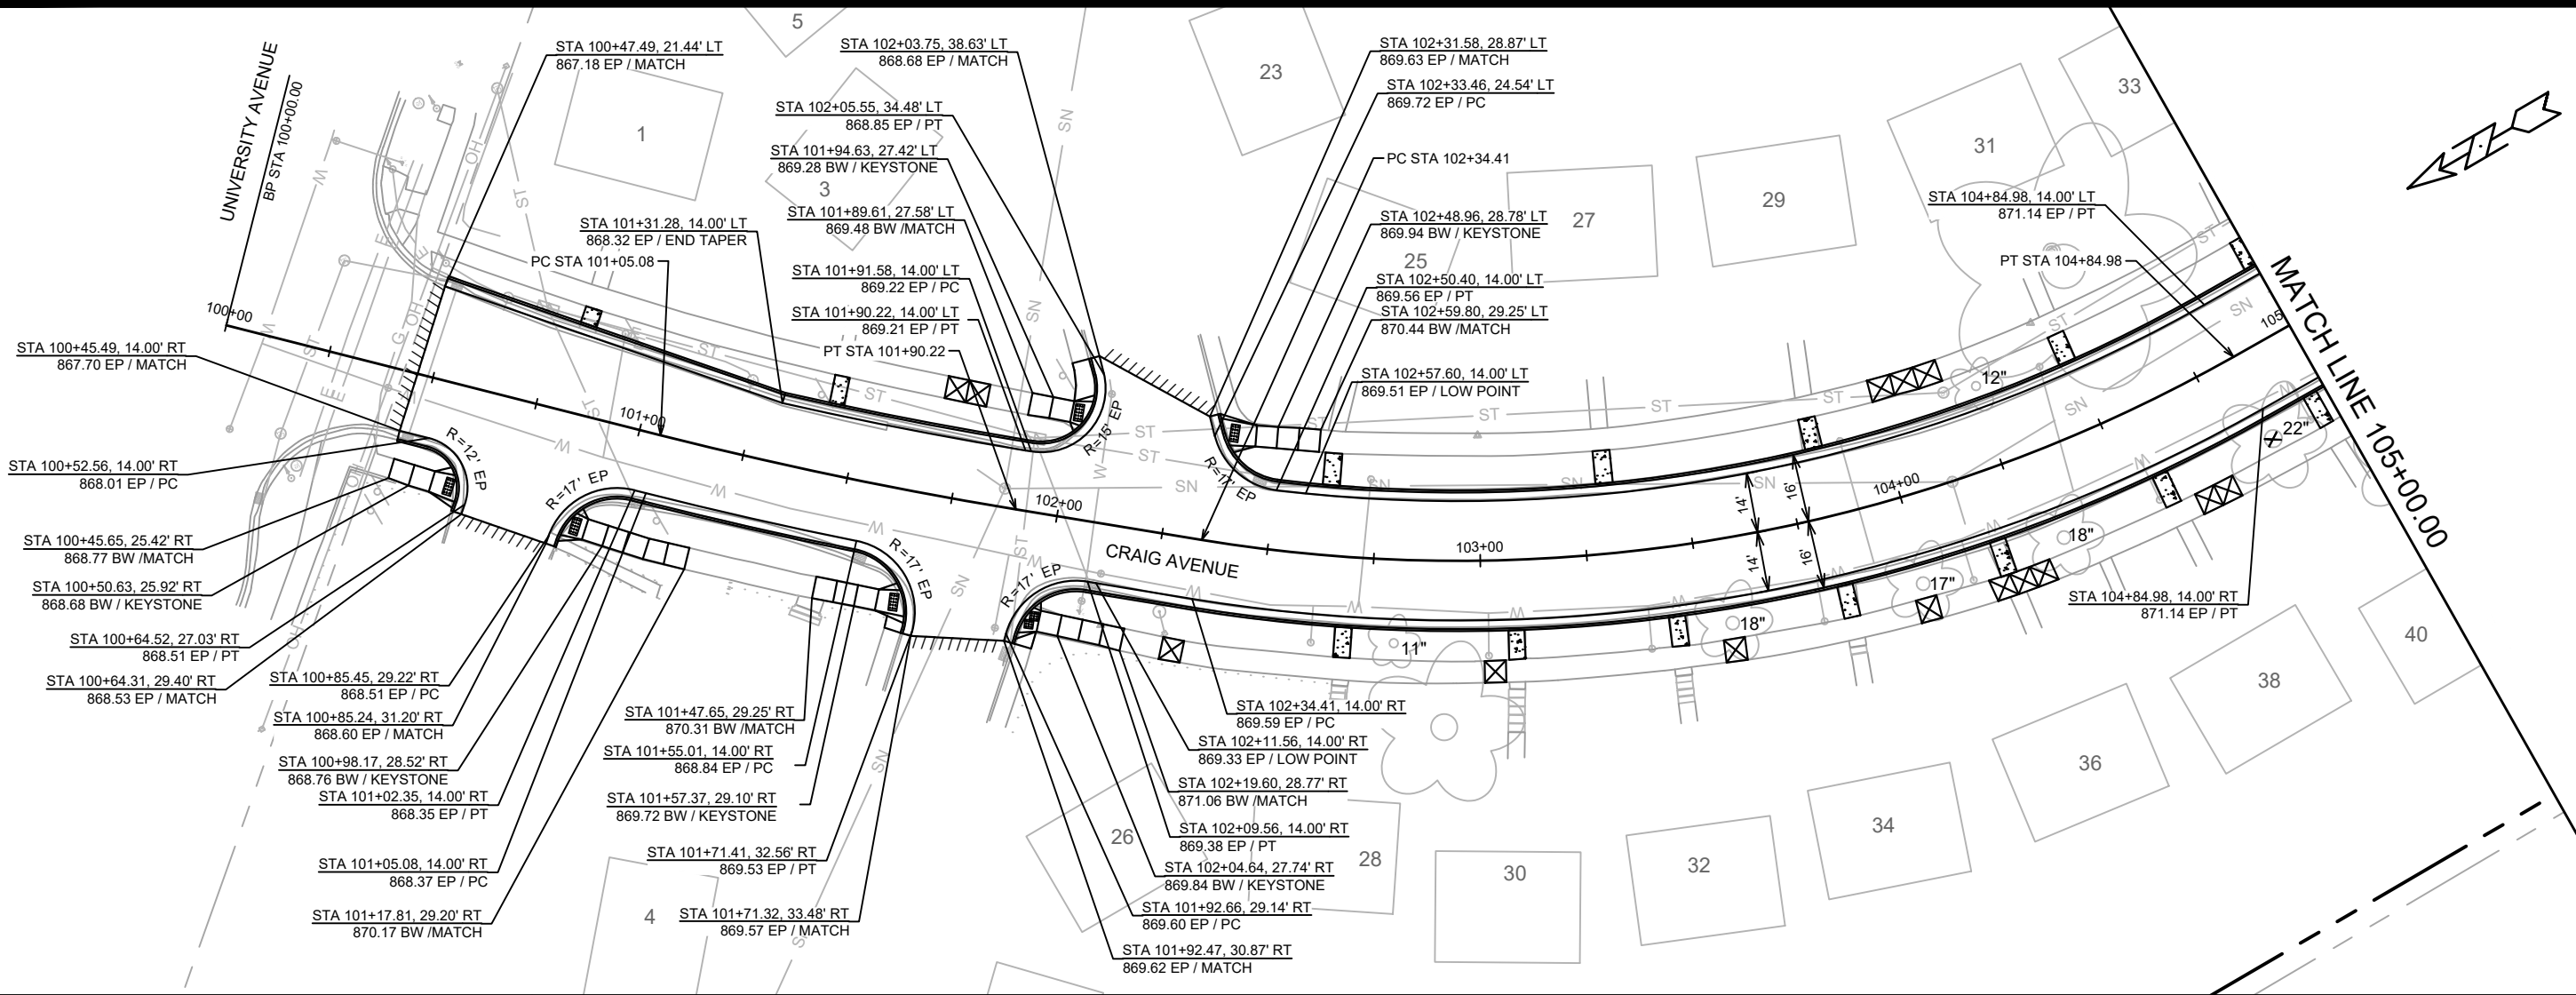 UNIVERSITY AVENUE
BP STA 100+00.00
100+00
STA 100+47.49, 21.44' LT
867.18 EP / MATCH
5
STA 102+03.75, 38.63' LT
868.68 EP / MATCH
STA 102+05.55, 34.48' LT
868.85 EP / PT
STA 101+94.63, 27.42' LT
869.28 BW / KEYSTONE
STA 101+89.61, 27.58' LT
869.48 BW /MATCH
STA 101+91.58, 14.00' LT
869.22 EP / PC
STA 101+90.22, 14.00' LT
869.21 EP / PT
PT STA 101+90.22
STA 101+31.28, 14.00' LT
868.32 EP / END TAPER
PC STA 101+05.08
1
3
23
STA 102+31.58, 28.87' LT
869.63 EP / MATCH
STA 102+33.46, 24.54' LT
869.72 EP / PC
PC STA 102+34.41
STA 102+48.96, 28.78' LT
869.94 BW / KEYSTONE
25
STA 102+50.40, 14.00' LT
869.56 EP / PT
STA 102+59.80, 29.25' LT
870.44 BW /MATCH
STA 102+57.60, 14.00' LT
869.51 EP / LOW POINT
27
29
31
33
STA 104+84.98, 14.00' LT
871.14 EP / PT
PT STA 104+84.98
MATCH LINE 105+00.00
105
STA 100+45.49, 14.00' RT
867.70 EP / MATCH
STA 100+52.56, 14.00' RT
868.01 EP / PC
STA 100+45.65, 25.42' RT
868.77 BW /MATCH
STA 100+50.63, 25.92' RT
868.68 BW / KEYSTONE
STA 100+64.52, 27.03' RT
868.51 EP / PT
STA 100+64.31, 29.40' RT
868.53 EP / MATCH
STA 100+85.45, 29.22' RT
868.51 EP / PC
STA 100+85.24, 31.20' RT
868.60 EP / MATCH
STA 100+98.17, 28.52' RT
868.76 BW / KEYSTONE
STA 101+02.35, 14.00' RT
868.35 EP / PT
STA 101+05.08, 14.00' RT
868.37 EP / PC
STA 101+17.81, 29.20' RT
870.17 BW /MATCH
101+00
R=12' EP
R=17' EP
R=17' EP
R=17' EP
R=15' EP
R=17' EP
102+00
CRAIG AVENUE
103+00
104+00
14'
16'
14'
16'
12"
11"
18"
17"
18"
22"
STA 101+47.65, 29.25' RT
870.31 BW /MATCH
STA 101+55.01, 14.00' RT
868.84 EP / PC
STA 101+57.37, 29.10' RT
869.72 BW / KEYSTONE
STA 101+71.41, 32.56' RT
869.53 EP / PT
STA 101+71.32, 33.48' RT
869.57 EP / MATCH
4
STA 102+34.41, 14.00' RT
869.59 EP / PC
STA 102+11.56, 14.00' RT
869.33 EP / LOW POINT
STA 102+19.60, 28.77' RT
871.06 BW /MATCH
STA 102+09.56, 14.00' RT
869.38 EP / PT
STA 102+04.64, 27.74' RT
869.84 BW / KEYSTONE
STA 101+92.66, 29.14' RT
869.60 EP / PC
STA 101+92.47, 30.87' RT
869.62 EP / MATCH
26
28
30
32
34
36
38
40
STA 104+84.98, 14.00' RT
871.14 EP / PT